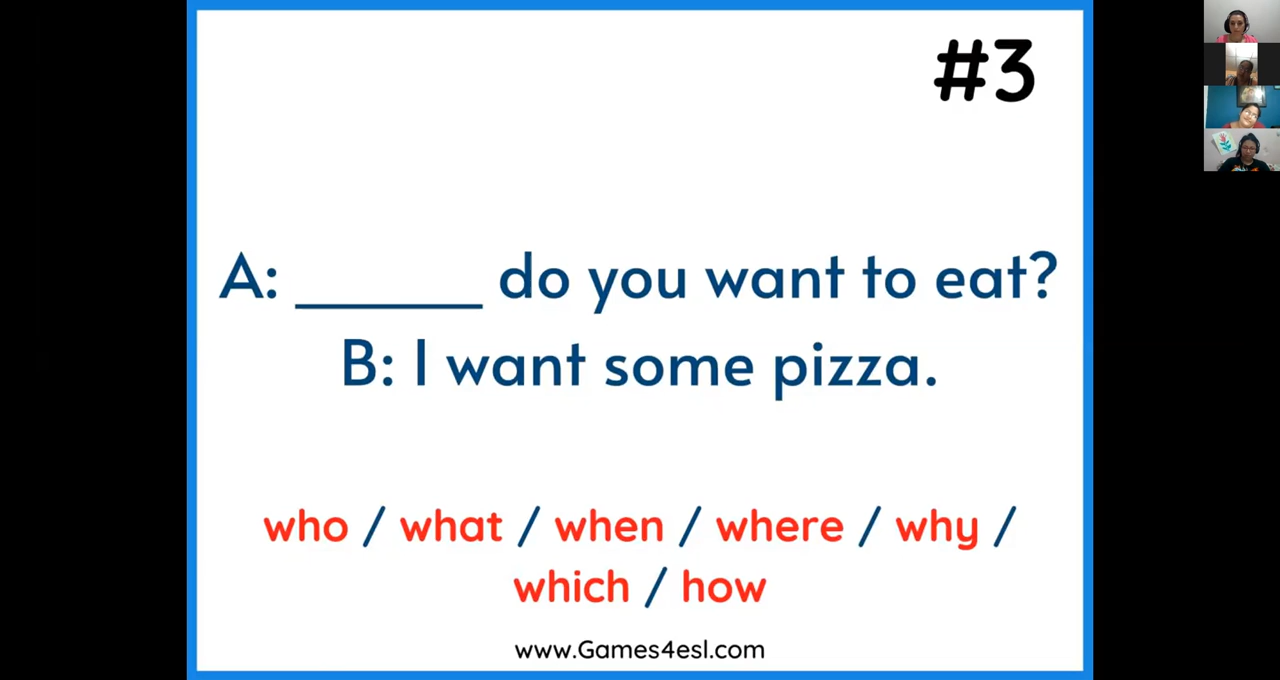 #3
A: ______ do you want to eat?
B: I want some pizza.
who / what / when / where / why /
which / how
www.Games4esl.com